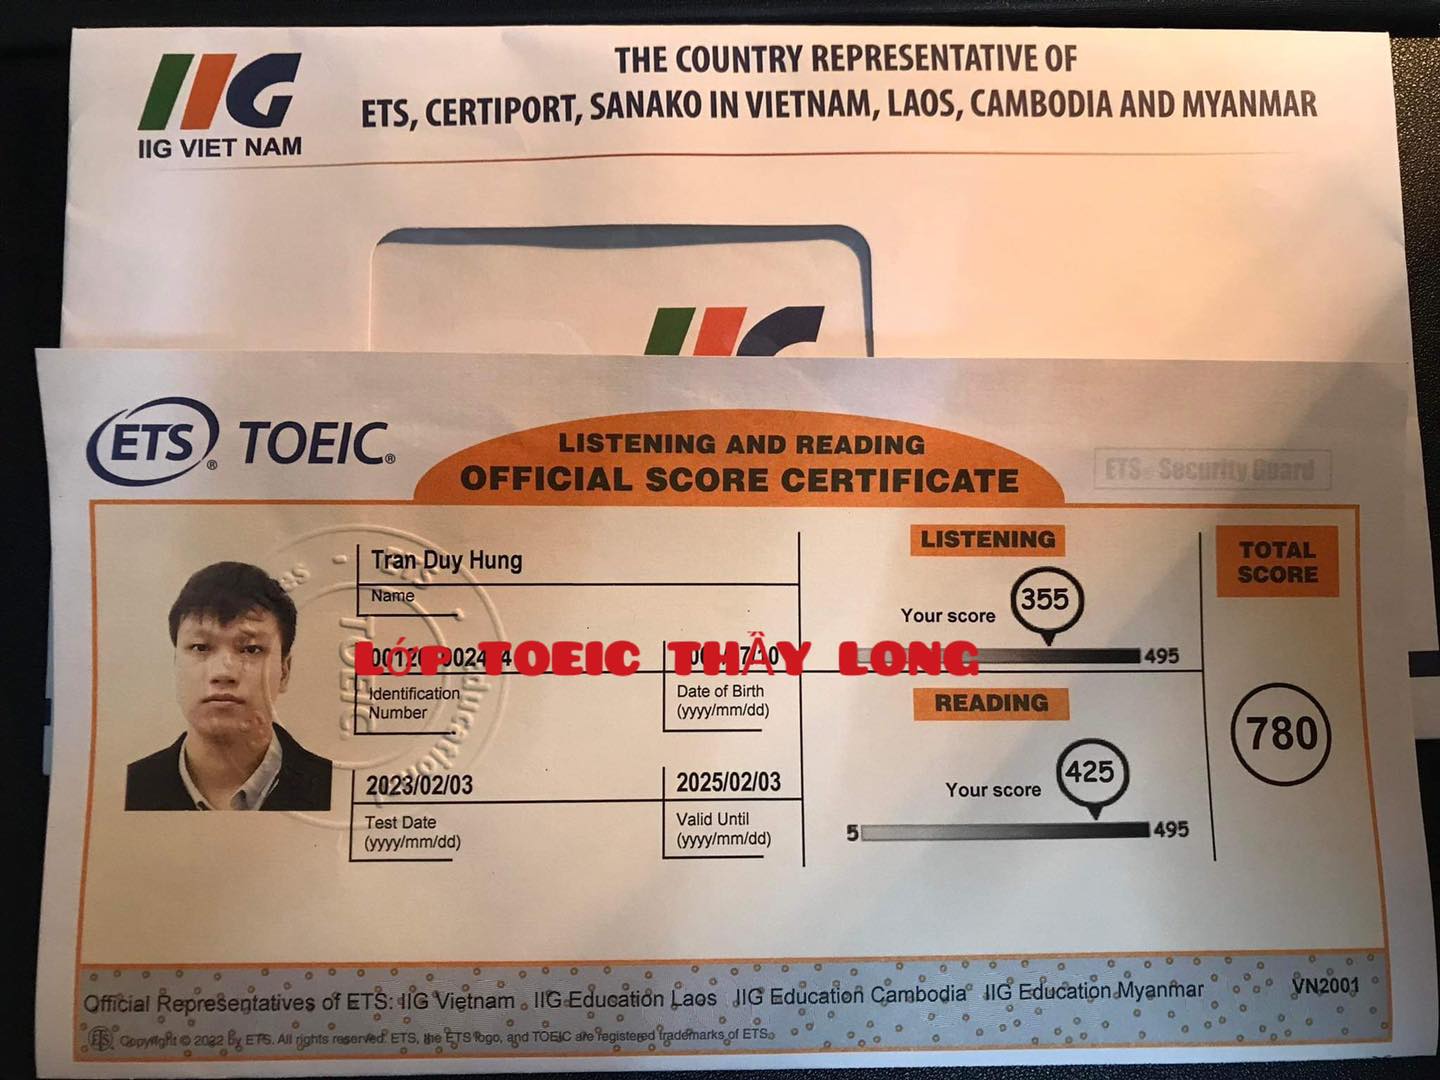 IIG VIET NAM
THE COUNTRY REPRESENTATIVE OF
ETS, CERTIPORT, SANAKO IN VIETNAM, LAOS, CAMBODIA AND MYANMAR
ETS® TOEIC®
LISTENING AND READING
OFFICIAL SCORE CERTIFICATE
ETS - Security Guard
Tran Duy Hung
Name
LỚP TOEIC THẦY LONG
Identification
Number
Date of Birth
(yyyy/mm/dd)
2023/02/03
Test Date
(yyyy/mm/dd)
2025/02/03
Valid Until
(yyyy/mm/dd)
LISTENING
Your score 355
495
READING
Your score 425
5 495
TOTAL
SCORE
780
Official Representatives of ETS: IIG Vietnam IIG Education Laos IIG Education Cambodia IIG Education Myanmar
VN2001
Copyright © 2022 by ETS. All rights reserved. ETS, the ETS logo, and TOEIC are registered trademarks of ETS.